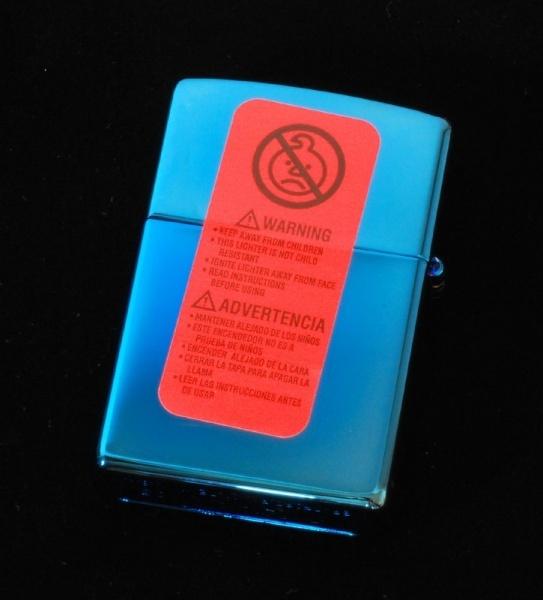 WARNING
• KEEP AWAY FROM CHILDREN
• THIS LIGHTER IS NOT CHILD
RESISTANT
• IGNITE LIGHTER AWAY FROM FACE
• READ INSTRUCTIONS
BEFORE USING
ADVERTENCIA
• MANTENER ALEJADO DE LOS NIÑOS
• ESTE ENCENDEDOR NO ES A
PRUEBA DE NIÑOS
• ENCENDER ALEJADO DE LA CARA
• CERRAR LA TAPA PARA APAGAR LA
LLAMA
• LEER LAS INSTRUCCIONES ANTES
DE USAR